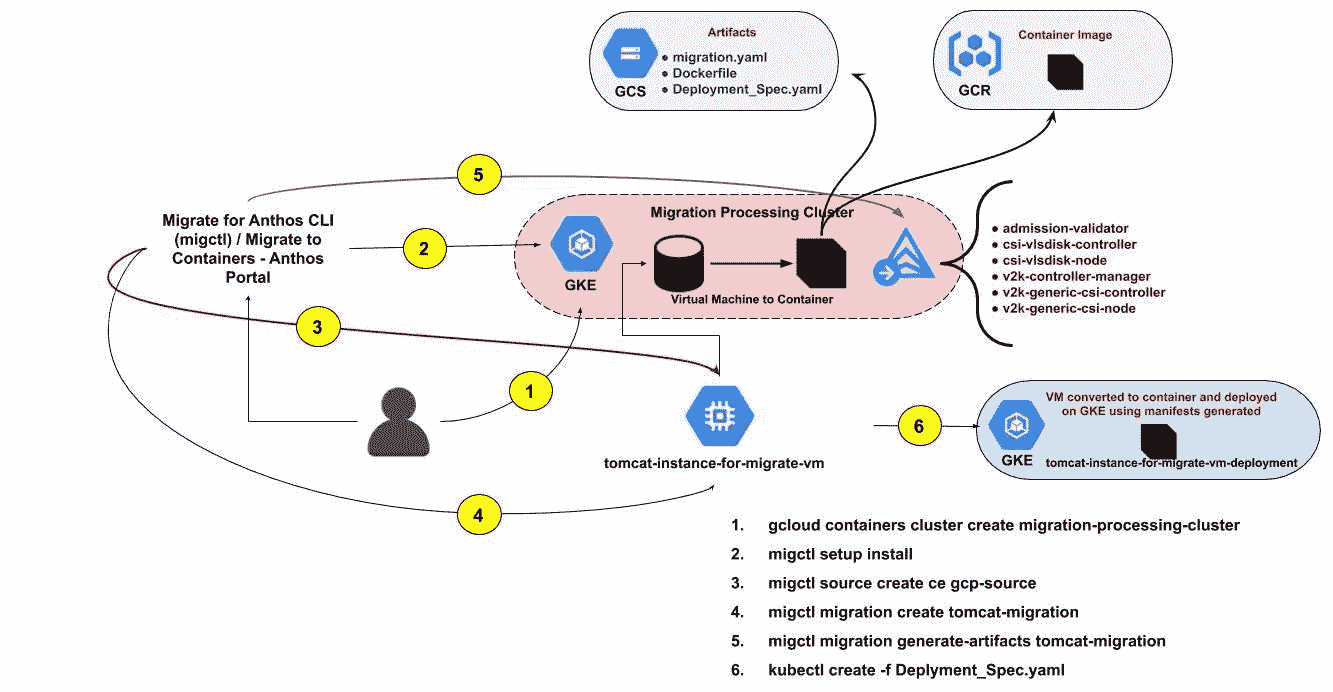 Artifacts
• migration.yaml
• Dockerfile
• Deployment_Spec.yaml
GCS
Container Image
GCR
5
Migrate for Anthos CLI
(migctl) / Migrate to
Containers - Anthos
Portal
2
Migration Processing Cluster
GKE
Virtual Machine to Container
• admission-validator
• csi-vlsdisk-controller
• csi-vlsdisk-node
• v2k-controller-manager
• v2k-generic-csi-controller
• v2k-generic-csi-node
3
1
tomcat-instance-for-migrate-vm
6
VM converted to container and deployed
on GKE using manifests generated
GKE
tomcat-instance-for-migrate-vm-deployment
4
1. gcloud containers cluster create migration-processing-cluster
2. migctl setup install
3. migctl source create ce gcp-source
4. migctl migration create tomcat-migration
5. migctl migration generate-artifacts tomcat-migration
6. kubectl create -f Deplyment_Spec.yaml